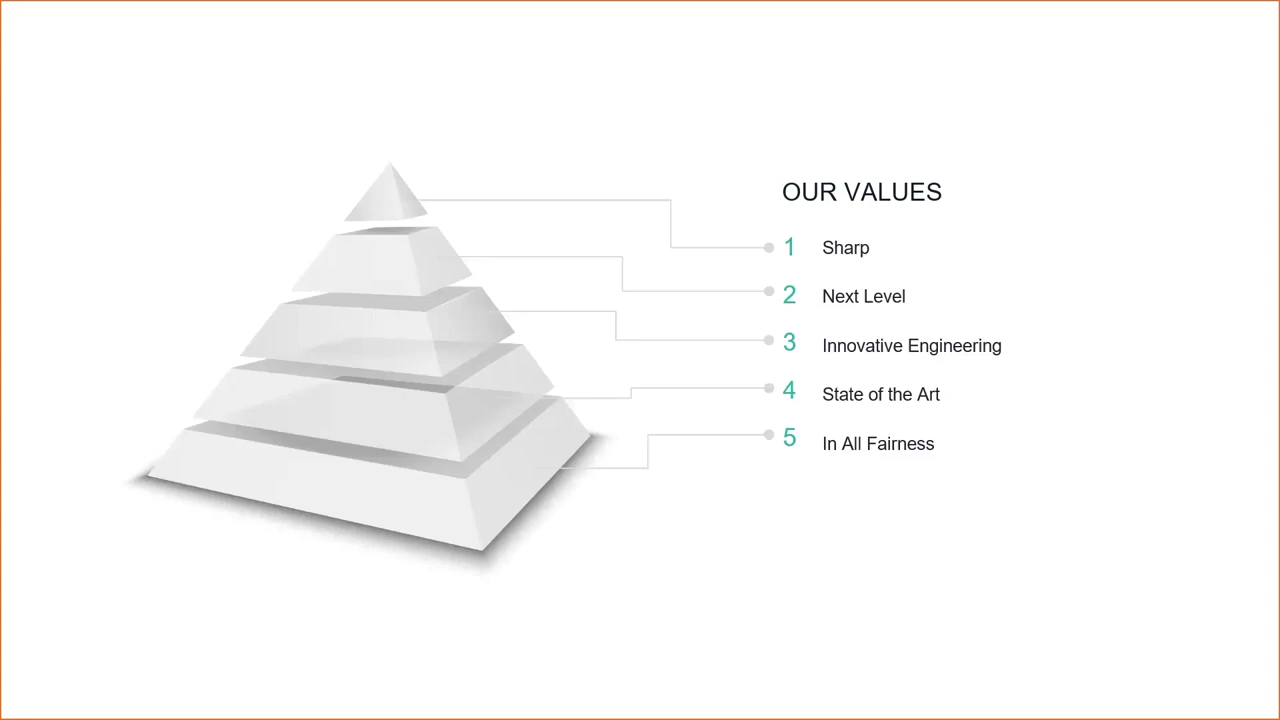 OUR VALUES
1 Sharp
2 Next Level
3 Innovative Engineering
4 State of the Art
5 In All Fairness